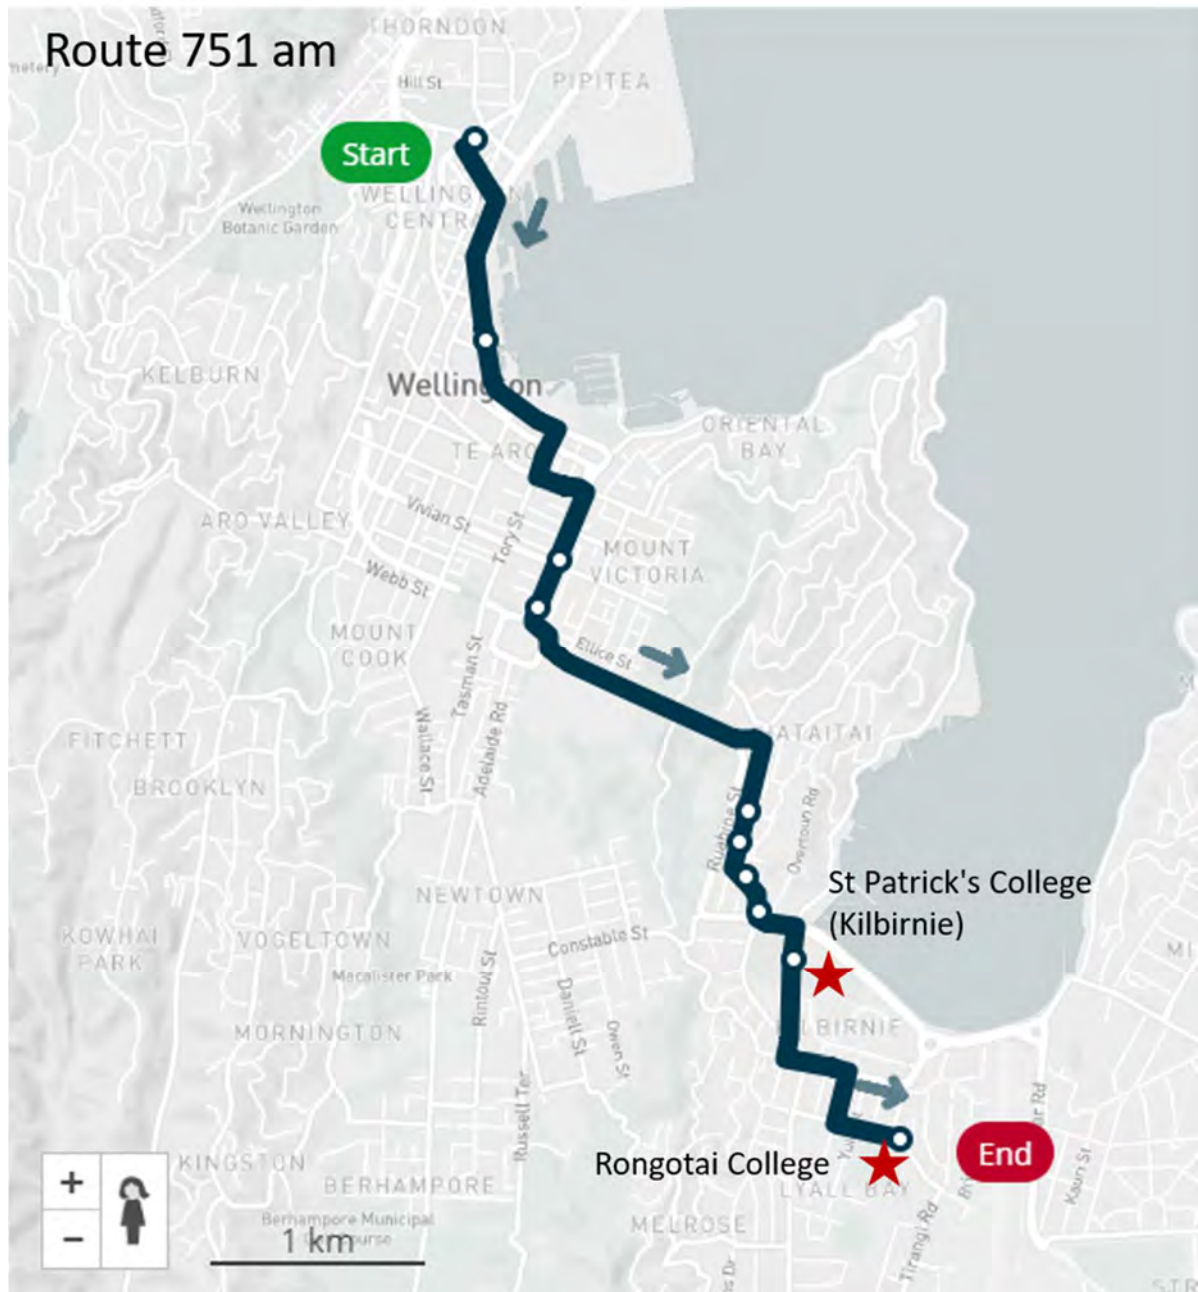 Route 751 am
THORNDON
Hill St
PIPITEA
Start
WELLINGTON
CENTRA
Wellington
Botanic Garden
KELBURN
Wellington
ORIENTAL
BAY
TE ARO
ARO VALLEY
Vivian St
Tory St
MOUNT
VICTORIA
Webb St
MOUNT
COOK
Ellice St
Tasman St
Wallace St
Adelaide Rd
FITCHETT
BROOKLYN
HATAITAI
Ruahine St
Overtoun Rd
St Patrick's College
(Kilbirnie)
NEWTOWN
KOWHAI
PARK
VOGELTOWN
Constable St
Macalister Park
Rintoul St
Daniell St
Owen St
MORNINGTON
KILBIRNIE
Russell Ter
Rongotai College
End
KINGSTON
BERHAMPORE
LYALL BAY
Berhampore Municipal
1 km
MELROSE
Tirangi Rd
Kauri St
+
−